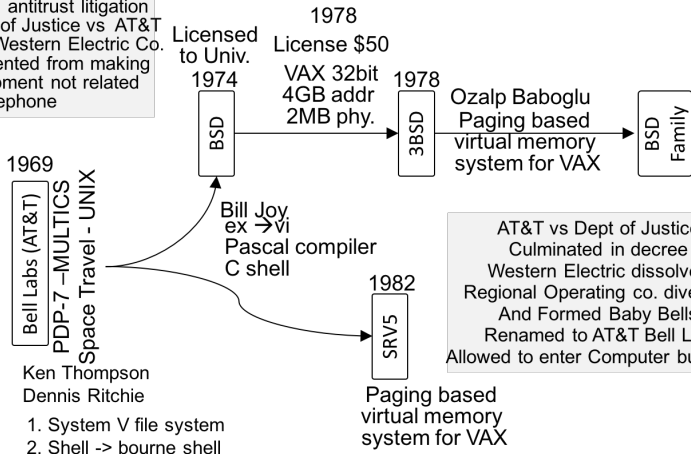 antitrust litigation
of Justice vs AT&T
Western Electric Co.
ented from making
pment not related
ephone
1978
License $50
Licensed
to Univ.
1974
BSD
VAX 32bit
4GB addr
2MB phy.
1978
3BSD
Ozalp Baboglu
Paging based
virtual memory
system for VAX
BSD
Family
1969
Bell Labs (AT&T)
PDP-7 –MULTICS
Space Travel - UNIX
Bill Joy
ex →vi
Pascal compiler
C shell
Ken Thompson
Dennis Ritchie
1. System V file system
2. Shell -> bourne shell
1982
SRV5
Paging based
virtual memory
system for VAX
AT&T vs Dept of Justice
Culminated in decree
Western Electric dissolve
Regional Operating co. dive
And Formed Baby Bells
Renamed to AT&T Bell L
Allowed to enter Computer bu